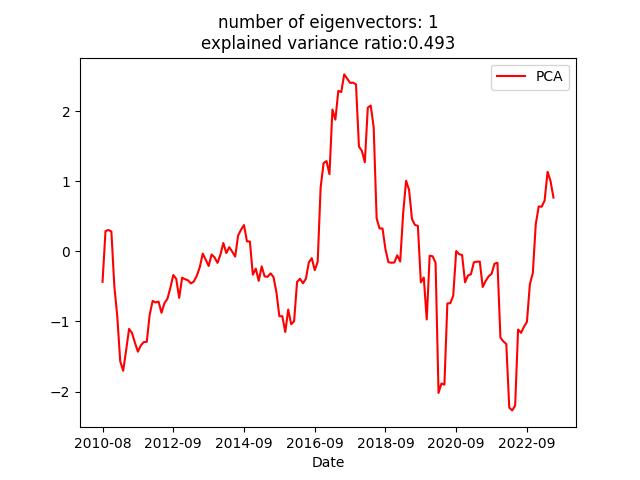 number of eigenvectors: 1
explained variance ratio:0.493
PCA
2
1
0
−1
−2
2010-08 2012-09 2014-09 2016-09 2018-09 2020-09 2022-09
Date